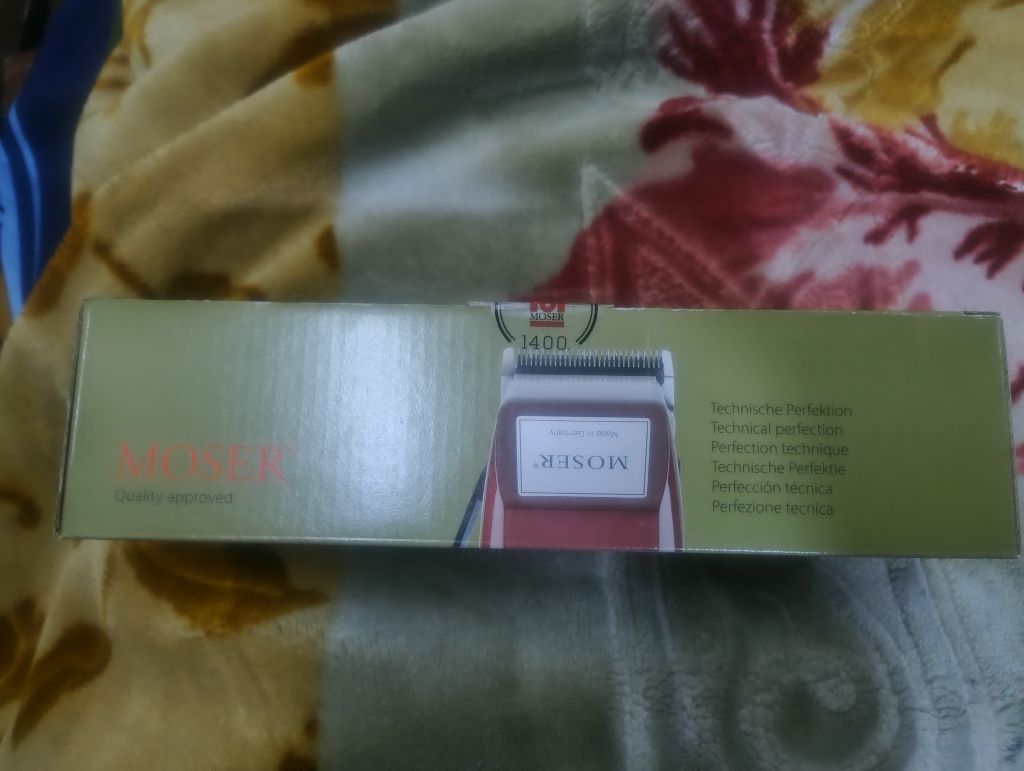 MOSER
1400
Made in Germany
MOSER®
MOSER®
Quality approved
Technische Perfektion
Technical perfection
Perfection technique
Technische Perfektie
Perfección técnica
Perfezione tecnica